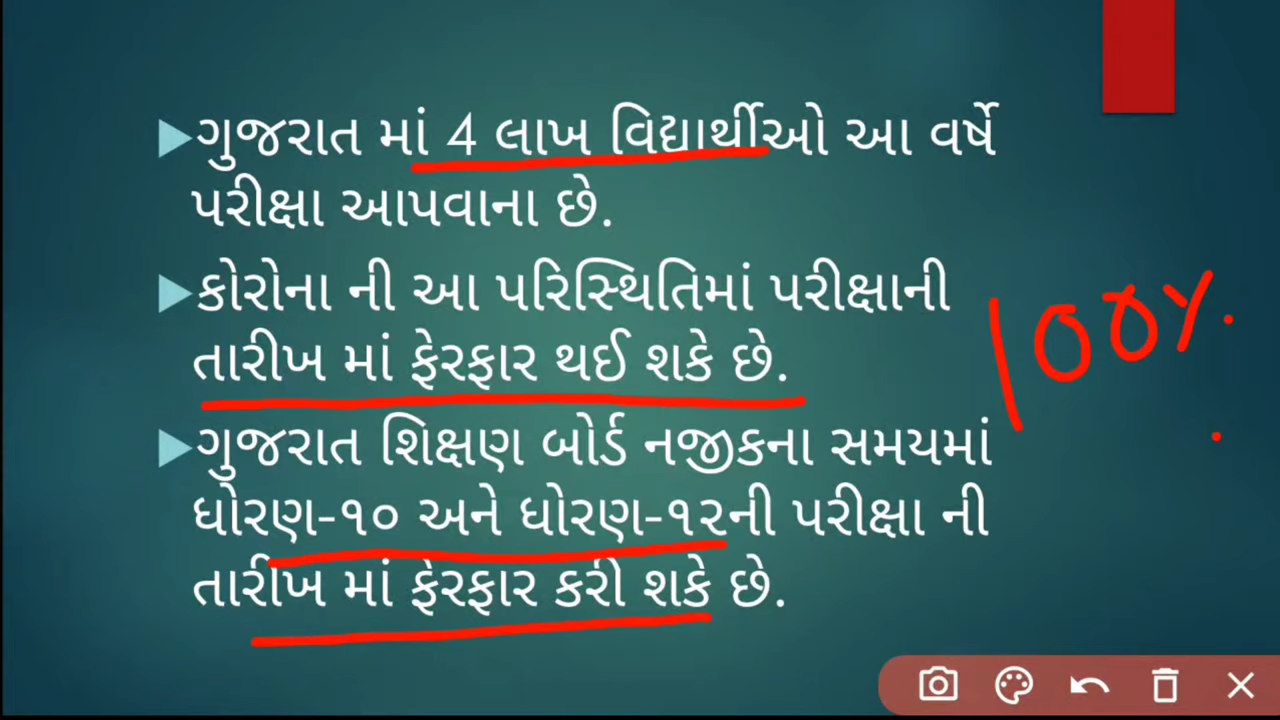 ગુજરાત માં 4 લાખ વિદ્યાર્થીઓ આ વર્ષે
પરીક્ષા આપવાના છે.
કોરોના ની આ પરિસ્થિતિમાં પરીક્ષાની
તારીખ માં ફેરફાર થઈ શકે છે.
100%.
ગુજરાત શિક્ષણ બોર્ડ નજીકના સમયમાં
ધોરણ-૧૦ અને ધોરણ-૧૨ની પરીક્ષા ની
તારીખ માં ફેરફાર કરી શકે છે.